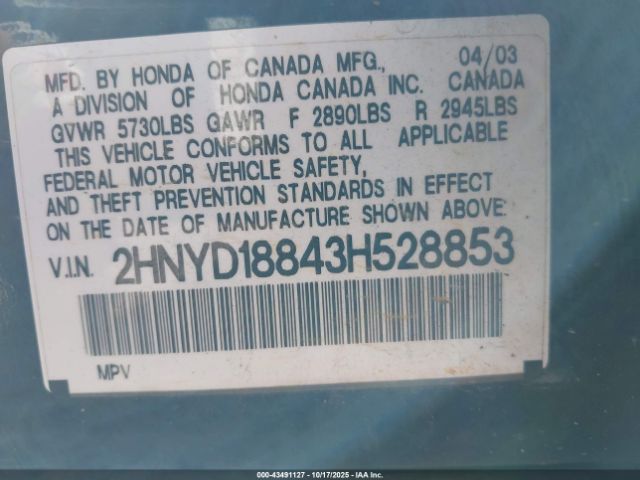 MFD. BY HONDA OF CANADA MFG., 04/03
A DIVISION OF HONDA CANADA INC. CANADA
GVWR 5730LBS GAWR F 2890LBS R 2945LBS
THIS VEHICLE CONFORMS TO ALL APPLICABLE
FEDERAL MOTOR VEHICLE SAFETY,
AND THEFT PREVENTION STANDARDS IN EFFECT
ON THE DATE OF MANUFACTURE SHOWN ABOVE.
V.I.N. 2HNYD18843H528853
MPV
000-43491127 - 10/17/2025 - IAA Inc.